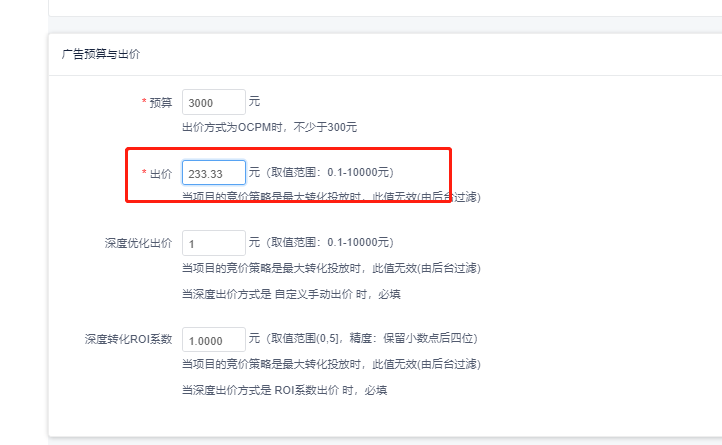 广告预算与出价
* 预算 3000 元
出价方式为OCPM时，不少于300元
* 出价 233.33 元（取值范围：0.1-10000元）
当项目的竞价策略是最大转化投放时，此值无效(由后台过滤)
深度优化出价 1 元（取值范围：0.1-10000元）
当项目的竞价策略是最大转化投放时，此值无效(由后台过滤)
当深度出价方式是 自定义手动出价 时，必填
深度转化ROI系数 1.0000 元（取值范围(0,5]，精度：保留小数点后四位）
当项目的竞价策略是最大转化投放时，此值无效(由后台过滤)
当深度出价方式是 ROI系数出价 时，必填